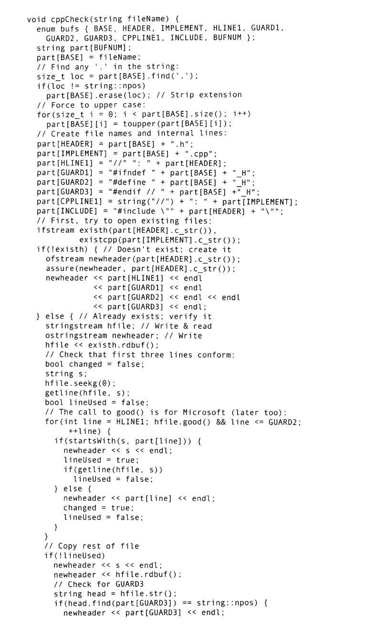 void cppCheck(string fileName) {
enum bufs { BASE, HEADER, IMPLEMENT, HLINE1, GUARD1,
GUARD2, GUARD3, CPPLINE1, INCLUDE, BUFNUM };
string part[BUFNUM];
part[BASE] = fileName;
// Find any '.' in the string:
size_t loc = part[BASE].find('.');
if(loc != string::npos)
part[BASE].erase(loc); // Strip extension
// Force to upper case:
for(size_t i = 0; i < part[BASE].size(); i++)
part[BASE][i] = toupper(part[BASE][i]);
// Create file names and internal lines:
part[HEADER] = part[BASE] + ".h";
part[IMPLEMENT] = part[BASE] + ".cpp";
part[HLINE1] = "//" ": " + part[HEADER];
part[GUARD1] = "#ifndef " + part[BASE] + "_H";
part[GUARD2] = "#define " + part[BASE] + "_H";
part[GUARD3] = "#endif // " + part[BASE] +"_H";
part[CPPLINE1] = string("//") + ": " + part[IMPLEMENT];
part[INCLUDE] = "#include \"" + part[HEADER] + "\"";
// First, try to open existing files:
ifstream existh(part[HEADER].c_str()),
existcpp(part[IMPLEMENT].c_str());
if(!existh) { // Doesn't exist; create it
ofstream newheader(part[HEADER].c_str());
assure(newheader, part[HEADER].c_str());
newheader << part[HLINE1] << endl
<< part[GUARD1] << endl
<< part[GUARD2] << endl << endl
<< part[GUARD3] << endl;
} else { // Already exists; verify it
stringstream hfile; // Write & read
ostringstream newheader; // Write
hfile << existh.rdbuf();
// Check that first three lines conform:
bool changed = false;
string s;
hfile.seekg(0);
getline(hfile, s);
bool lineUsed = false;
// The call to good() is for Microsoft (later too):
for(int line = HLINE1; hfile.good() && line <= GUARD2;
++line) {
if(startsWith(s, part[line])) {
newheader << s << endl;
lineUsed = true;
if(getline(hfile, s))
lineUsed = false;
} else {
newheader << part[line] << endl;
changed = true;
lineUsed = false;
}
}
// Copy rest of file
if(!lineUsed)
newheader << s << endl;
newheader << hfile.rdbuf();
// Check for GUARD3
string head = hfile.str();
if(head.find(part[GUARD3]) == string::npos) {
newheader << part[GUARD3] << endl;